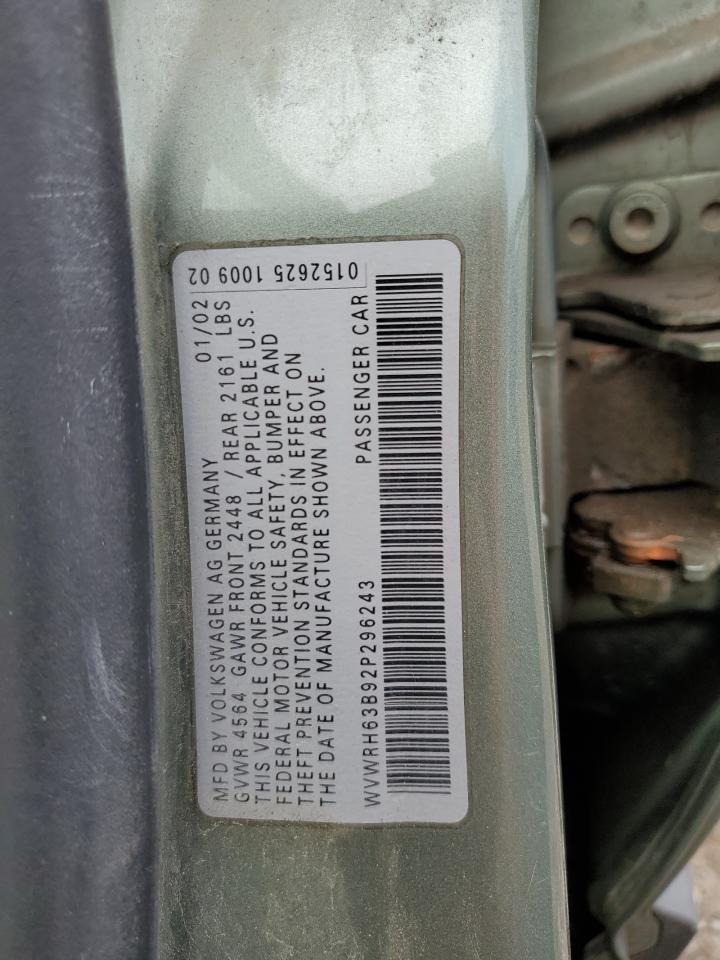 MFD BY VOLKSWAGEN AG GERMANY 01/02
GVWR 4564 GAWR FRONT 2448 / REAR 2161 LBS
THIS VEHICLE CONFORMS TO ALL APPLICABLE U.S.
FEDERAL MOTOR VEHICLE SAFETY, BUMPER AND
THEFT PREVENTION STANDARDS IN EFFECT ON
THE DATE OF MANUFACTURE SHOWN ABOVE.
VWVRH63B92P296243 PASSENGER CAR
0152625 1009 02